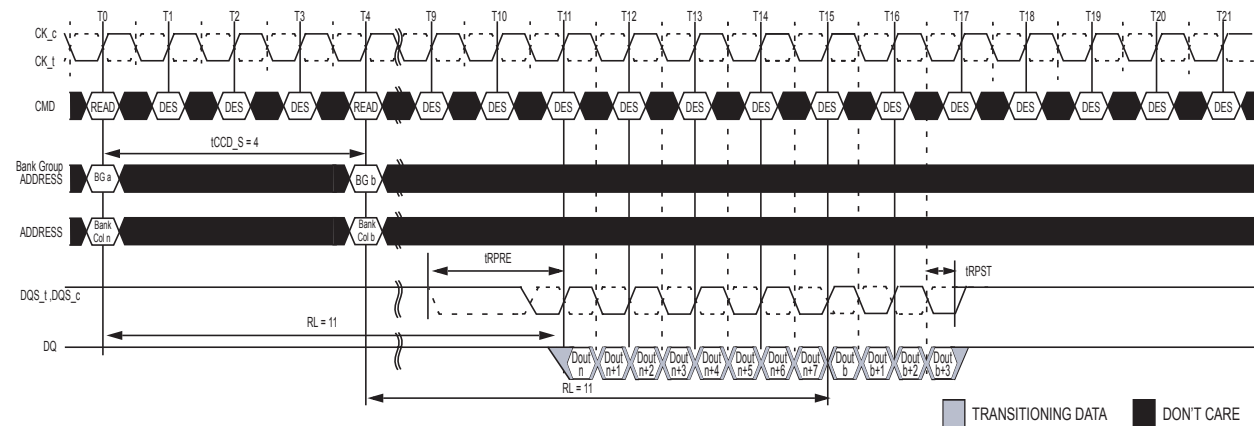 T0 T1 T2 T3 T4 T9 T10 T11 T12 T13 T14 T15 T16 T17 T18 T19 T20 T21
CK_c
CK_t
CMD READ DES DES DES READ DES DES DES DES DES DES DES DES DES DES DES DES DES
tCCD_S = 4
Bank Group
ADDRESS
BG a BG b
ADDRESS
Bank
Col n
Bank
Col b
tRPRE
tRPST
DQS_t ,DQS_c
RL = 11
DQ
Dout
n
Dout
n+1
Dout
n+2
Dout
n+3
Dout
n+4
Dout
n+5
Dout
n+6
Dout
n+7
Dout
b
Dout
b+1
Dout
b+2
Dout
b+3
RL = 11
TRANSITIONING DATA
DON'T CARE